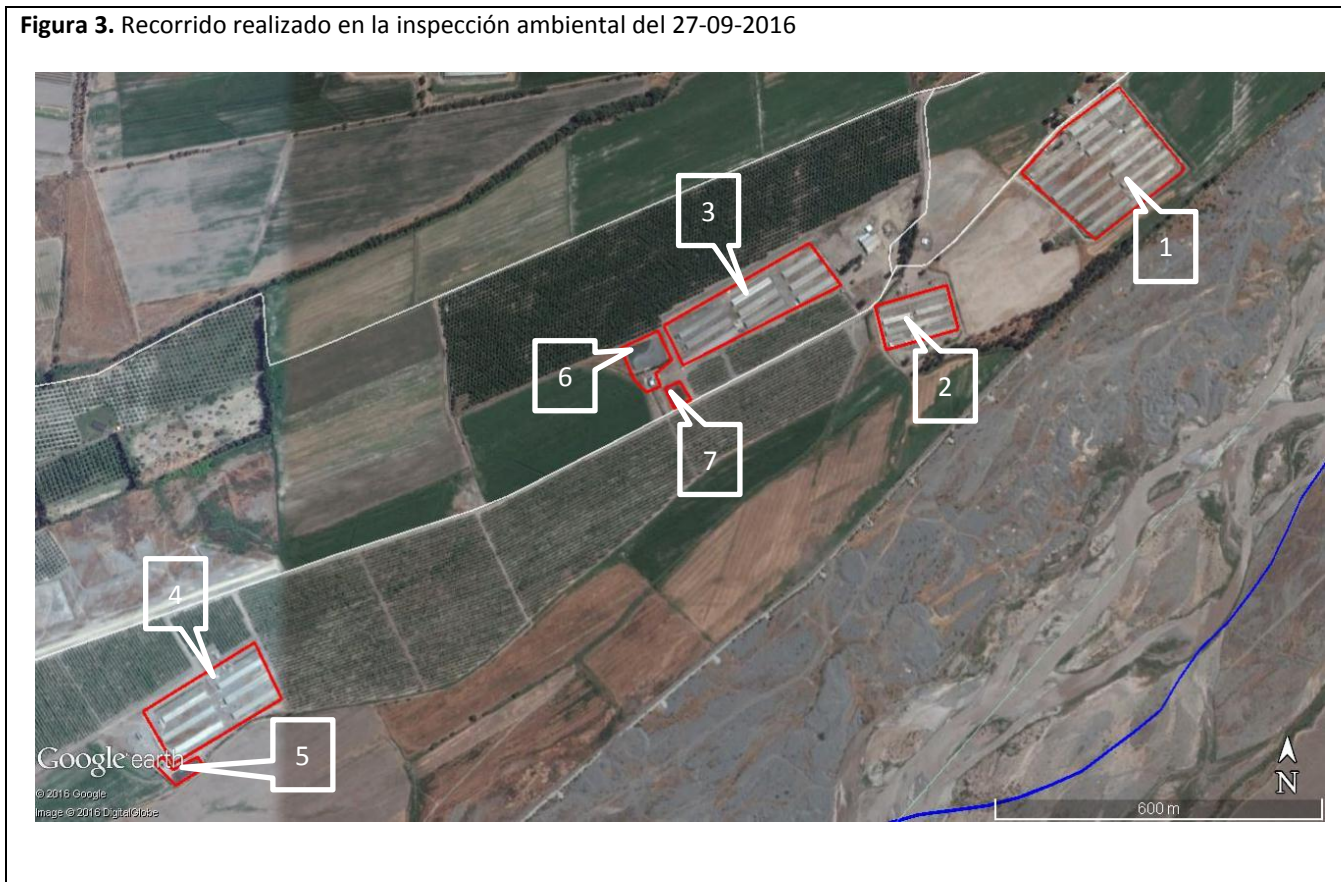 Figura 3. Recorrido realizado en la inspección ambiental del 27-09-2016
3
1
6
2
7
4
5
Google earth
© 2016 Google
Image © 2016 DigitalGlobe
N
600 m